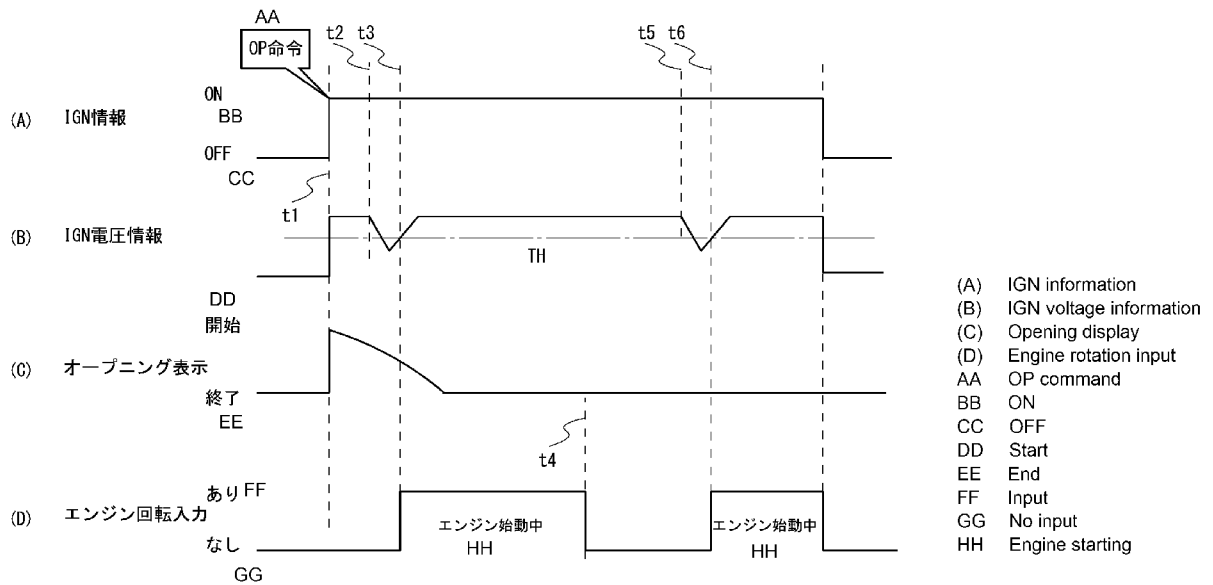 AA
OP命令
t2
t3
t5
t6
(A) IGN情報
ON
BB
OFF
CC
t1
(B) IGN電圧情報
TH
DD
開始
(C) オープニング表示
終了
EE
t4
(D) エンジン回転入力
あり FF
なし
GG
エンジン始動中
HH
エンジン始動中
HH
(A) IGN information
(B) IGN voltage information
(C) Opening display
(D) Engine rotation input
AA OP command
BB ON
CC OFF
DD Start
EE End
FF Input
GG No input
HH Engine starting